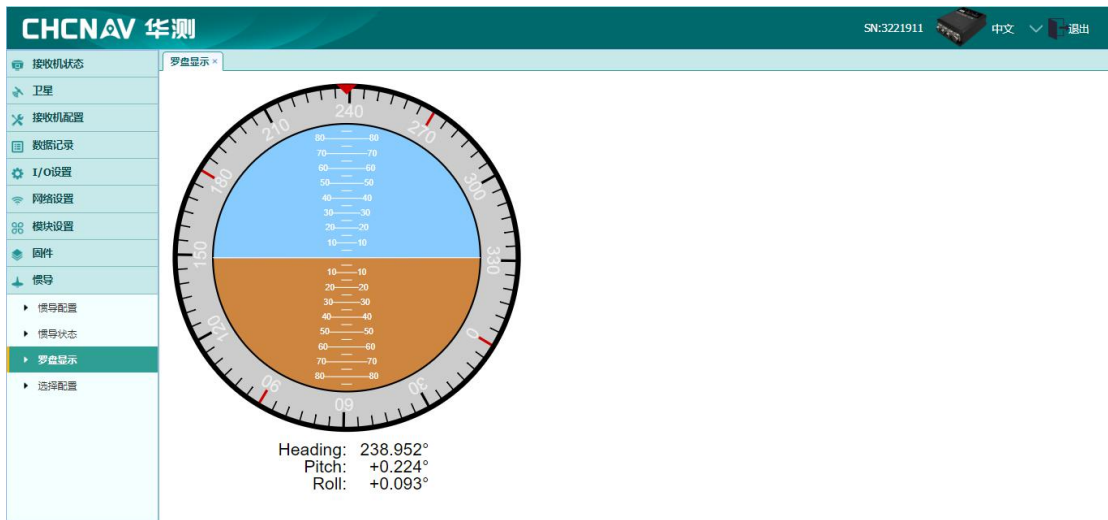 CHCNAV 华测
SN:3221911 中文 退出
接收机状态
卫星
接收机配置
数据记录
I/O设置
网络设置
模块设置
固件
惯导
惯导配置
惯导状态
罗盘显示
选择配置
罗盘显示 ×
240
210
270
180
300
150
330
120
0
90
30
60
80 80
70 70
60 60
50 50
40 40
30 30
20 20
10 10
10 10
20 20
30 30
40 40
50 50
60 60
70 70
80 80
Heading: 238.952°
Pitch: +0.224°
Roll: +0.093°